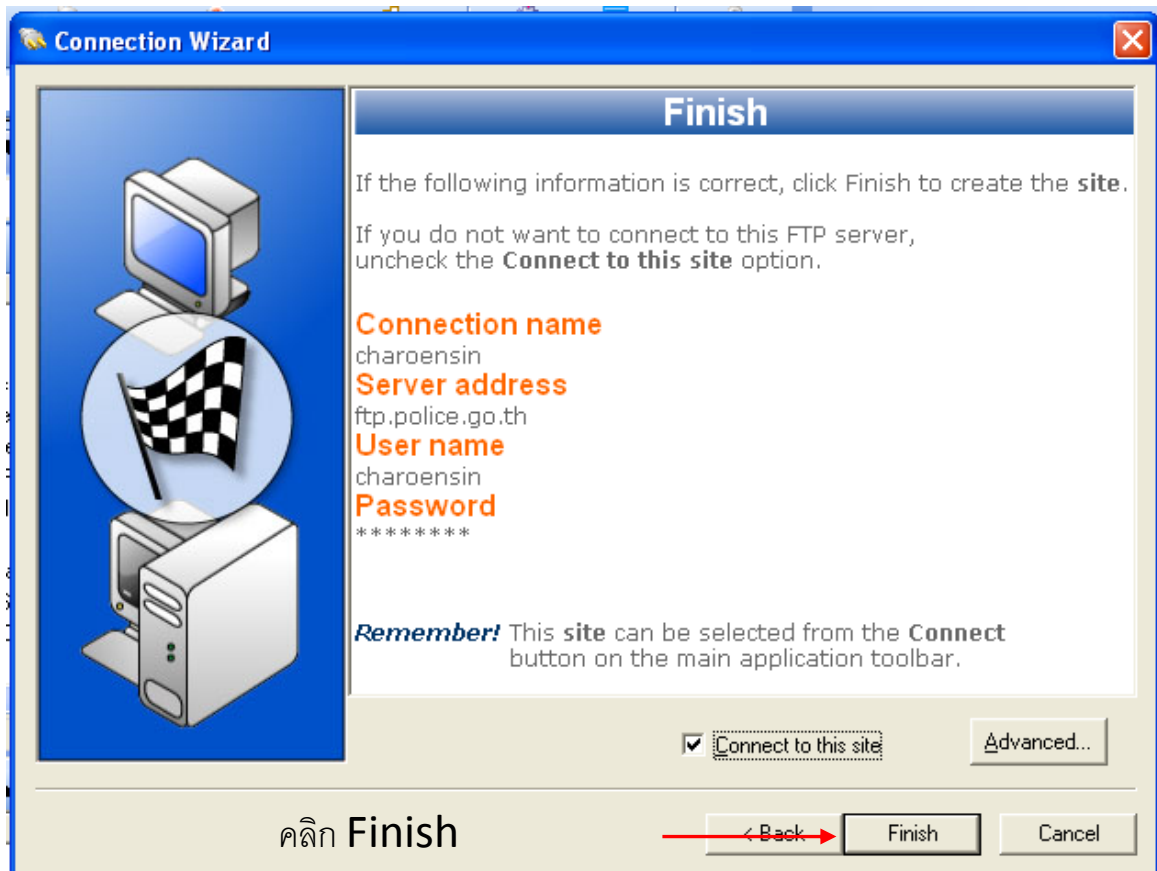 Connection Wizard
Finish
If the following information is correct, click Finish to create the site.
If you do not want to connect to this FTP server,
uncheck the Connect to this site option.
Connection name
charoensin
Server address
ftp.police.go.th
User name
charoensin
Password
********
Remember! This site can be selected from the Connect
button on the main application toolbar.
Connect to this site
Advanced...
คลิก Finish
< Back
Finish
Cancel